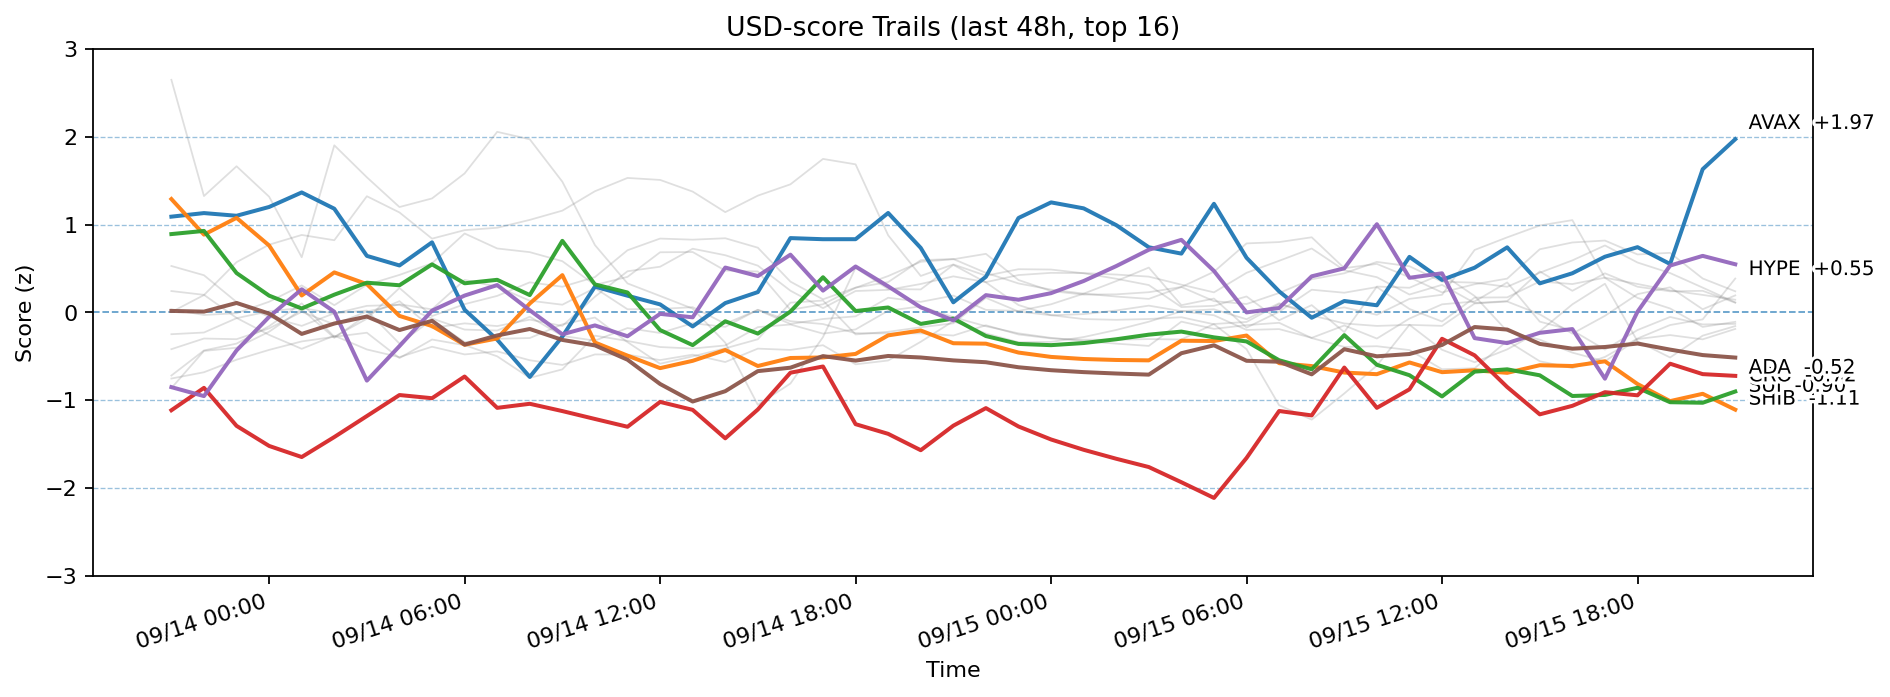 USD-score Trails (last 48h, top 16)
Score (z)
3
2
1
0
−1
−2
−3
AVAX +1.97
HYPE +0.55
ADA -0.52
SHIB -1.11
09/14 00:00
09/14 06:00
09/14 12:00
09/14 18:00
09/15 00:00
09/15 06:00
09/15 12:00
09/15 18:00
Time